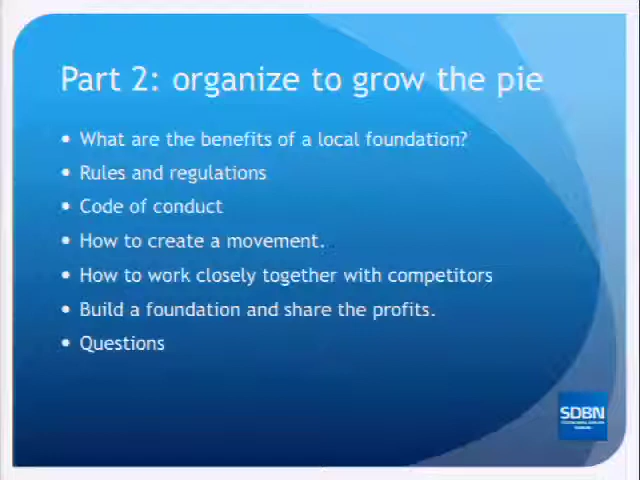 Part 2: organize to grow the pie
• What are the benefits of a local foundation?
• Rules and regulations
• Code of conduct
• How to create a movement.
• How to work closely together with competitors
• Build a foundation and share the profits.
• Questions
SDBN